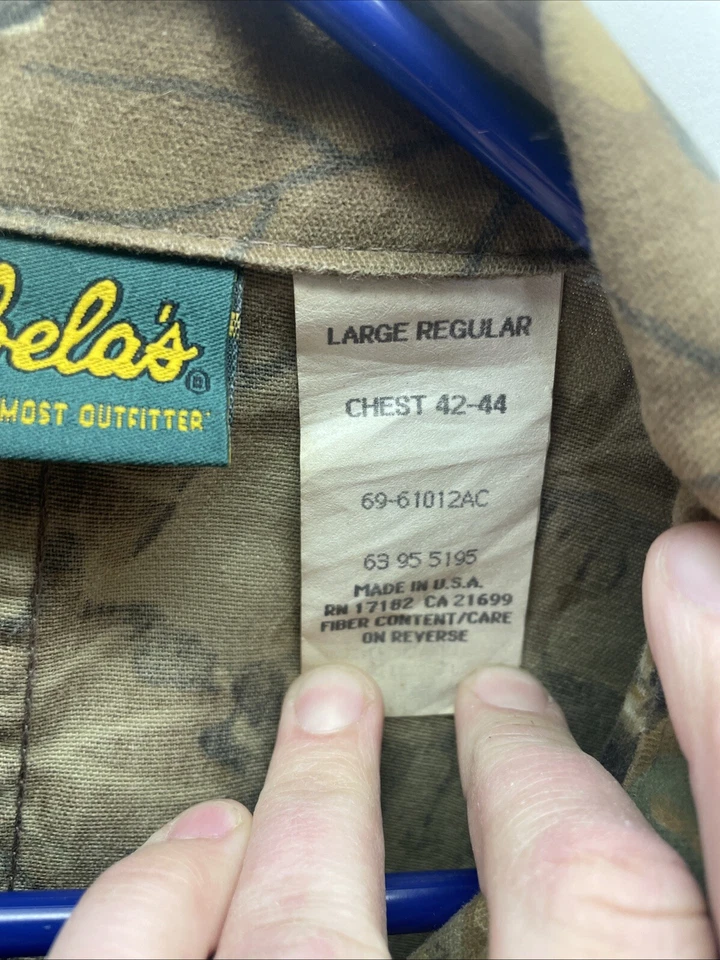 bela's ®
MOST OUTFITTER
LARGE REGULAR
CHEST 42-44
69-61012AC
63 95 5195
MADE IN U.S.A.
RN 17182 CA 21699
FIBER CONTENT/CARE
ON REVERSE